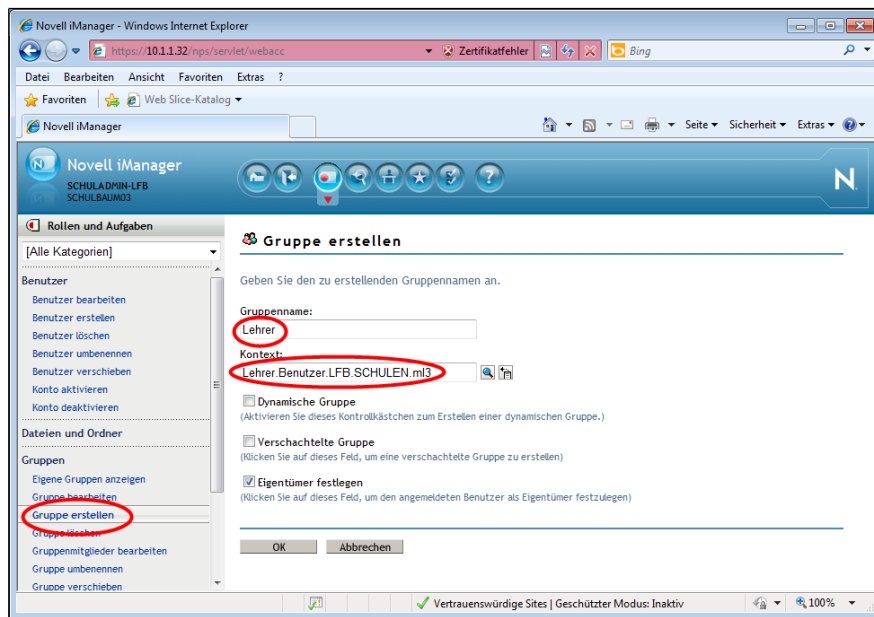 Novell iManager - Windows Internet Explorer
https://10.1.1.32/nps/servlet/webacc
Zertifikatfehler
Bing
Datei Bearbeiten Ansicht Favoriten Extras ?
Favoriten Web Slice-Katalog
Novell iManager
Seite Sicherheit Extras
Novell iManager
SCHULADMIN-LFB
SCHULBAUM03
N
Rollen und Aufgaben
[Alle Kategorien]
Benutzer
Benutzer bearbeiten
Benutzer erstellen
Benutzer löschen
Benutzer umbenennen
Benutzer verschieben
Konto aktivieren
Konto deaktivieren
Dateien und Ordner
Gruppen
Eigene Gruppen anzeigen
Gruppe bearbeiten
Gruppe erstellen
Gruppe löschen
Gruppenmitglieder bearbeiten
Gruppe umbenennen
Gruppe verschieben
Gruppe erstellen
Geben Sie den zu erstellenden Gruppennamen an.
Gruppenname:
Lehrer
Kontext:
Lehrer.Benutzer.LFB.SCHULEN.ml3
Dynamische Gruppe
(Aktivieren Sie dieses Kontrollkästchen zum Erstellen einer dynamischen Gruppe.)
Verschachtelte Gruppe
(Klicken Sie auf dieses Feld, um eine verschachtelte Gruppe zu erstellen)
Eigentümer festlegen
(Klicken Sie auf dieses Feld, um den angemeldeten Benutzer als Eigentümer festzulegen)
OK Abbrechen
Vertrauenswürdige Sites | Geschützter Modus: Inaktiv
100%